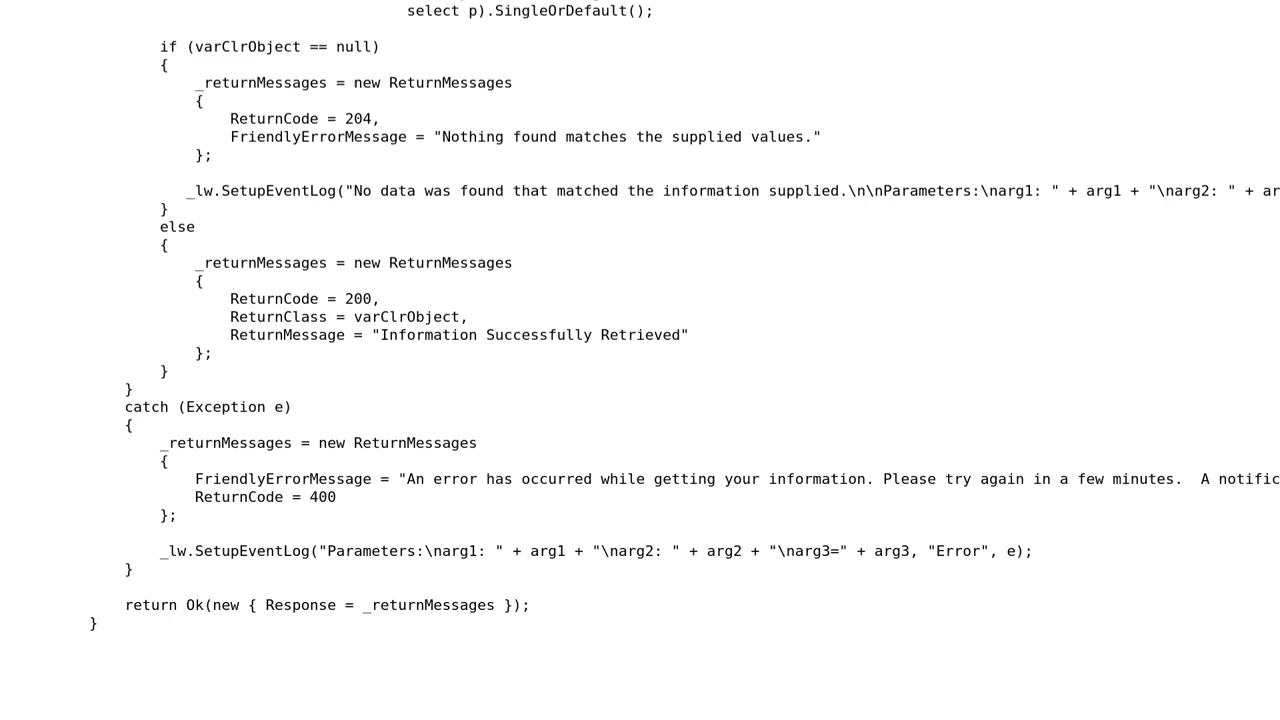 select p).SingleOrDefault();
if (varClrObject == null)
{
_returnMessages = new ReturnMessages
{
ReturnCode = 204,
FriendlyErrorMessage = "Nothing found matches the supplied values."
};
_lw.SetupEventLog("No data was found that matched the information supplied.\n\nParameters:\narg1: " + arg1 + "\narg2: " + ar
}
else
{
_returnMessages = new ReturnMessages
{
ReturnCode = 200,
ReturnClass = varClrObject,
ReturnMessage = "Information Successfully Retrieved"
};
}
}
catch (Exception e)
{
_returnMessages = new ReturnMessages
{
FriendlyErrorMessage = "An error has occurred while getting your information. Please try again in a few minutes.  A notific
ReturnCode = 400
};
_lw.SetupEventLog("Parameters:\narg1: " + arg1 + "\narg2: " + arg2 + "\narg3=" + arg3, "Error", e);
}
return Ok(new { Response = _returnMessages });
}